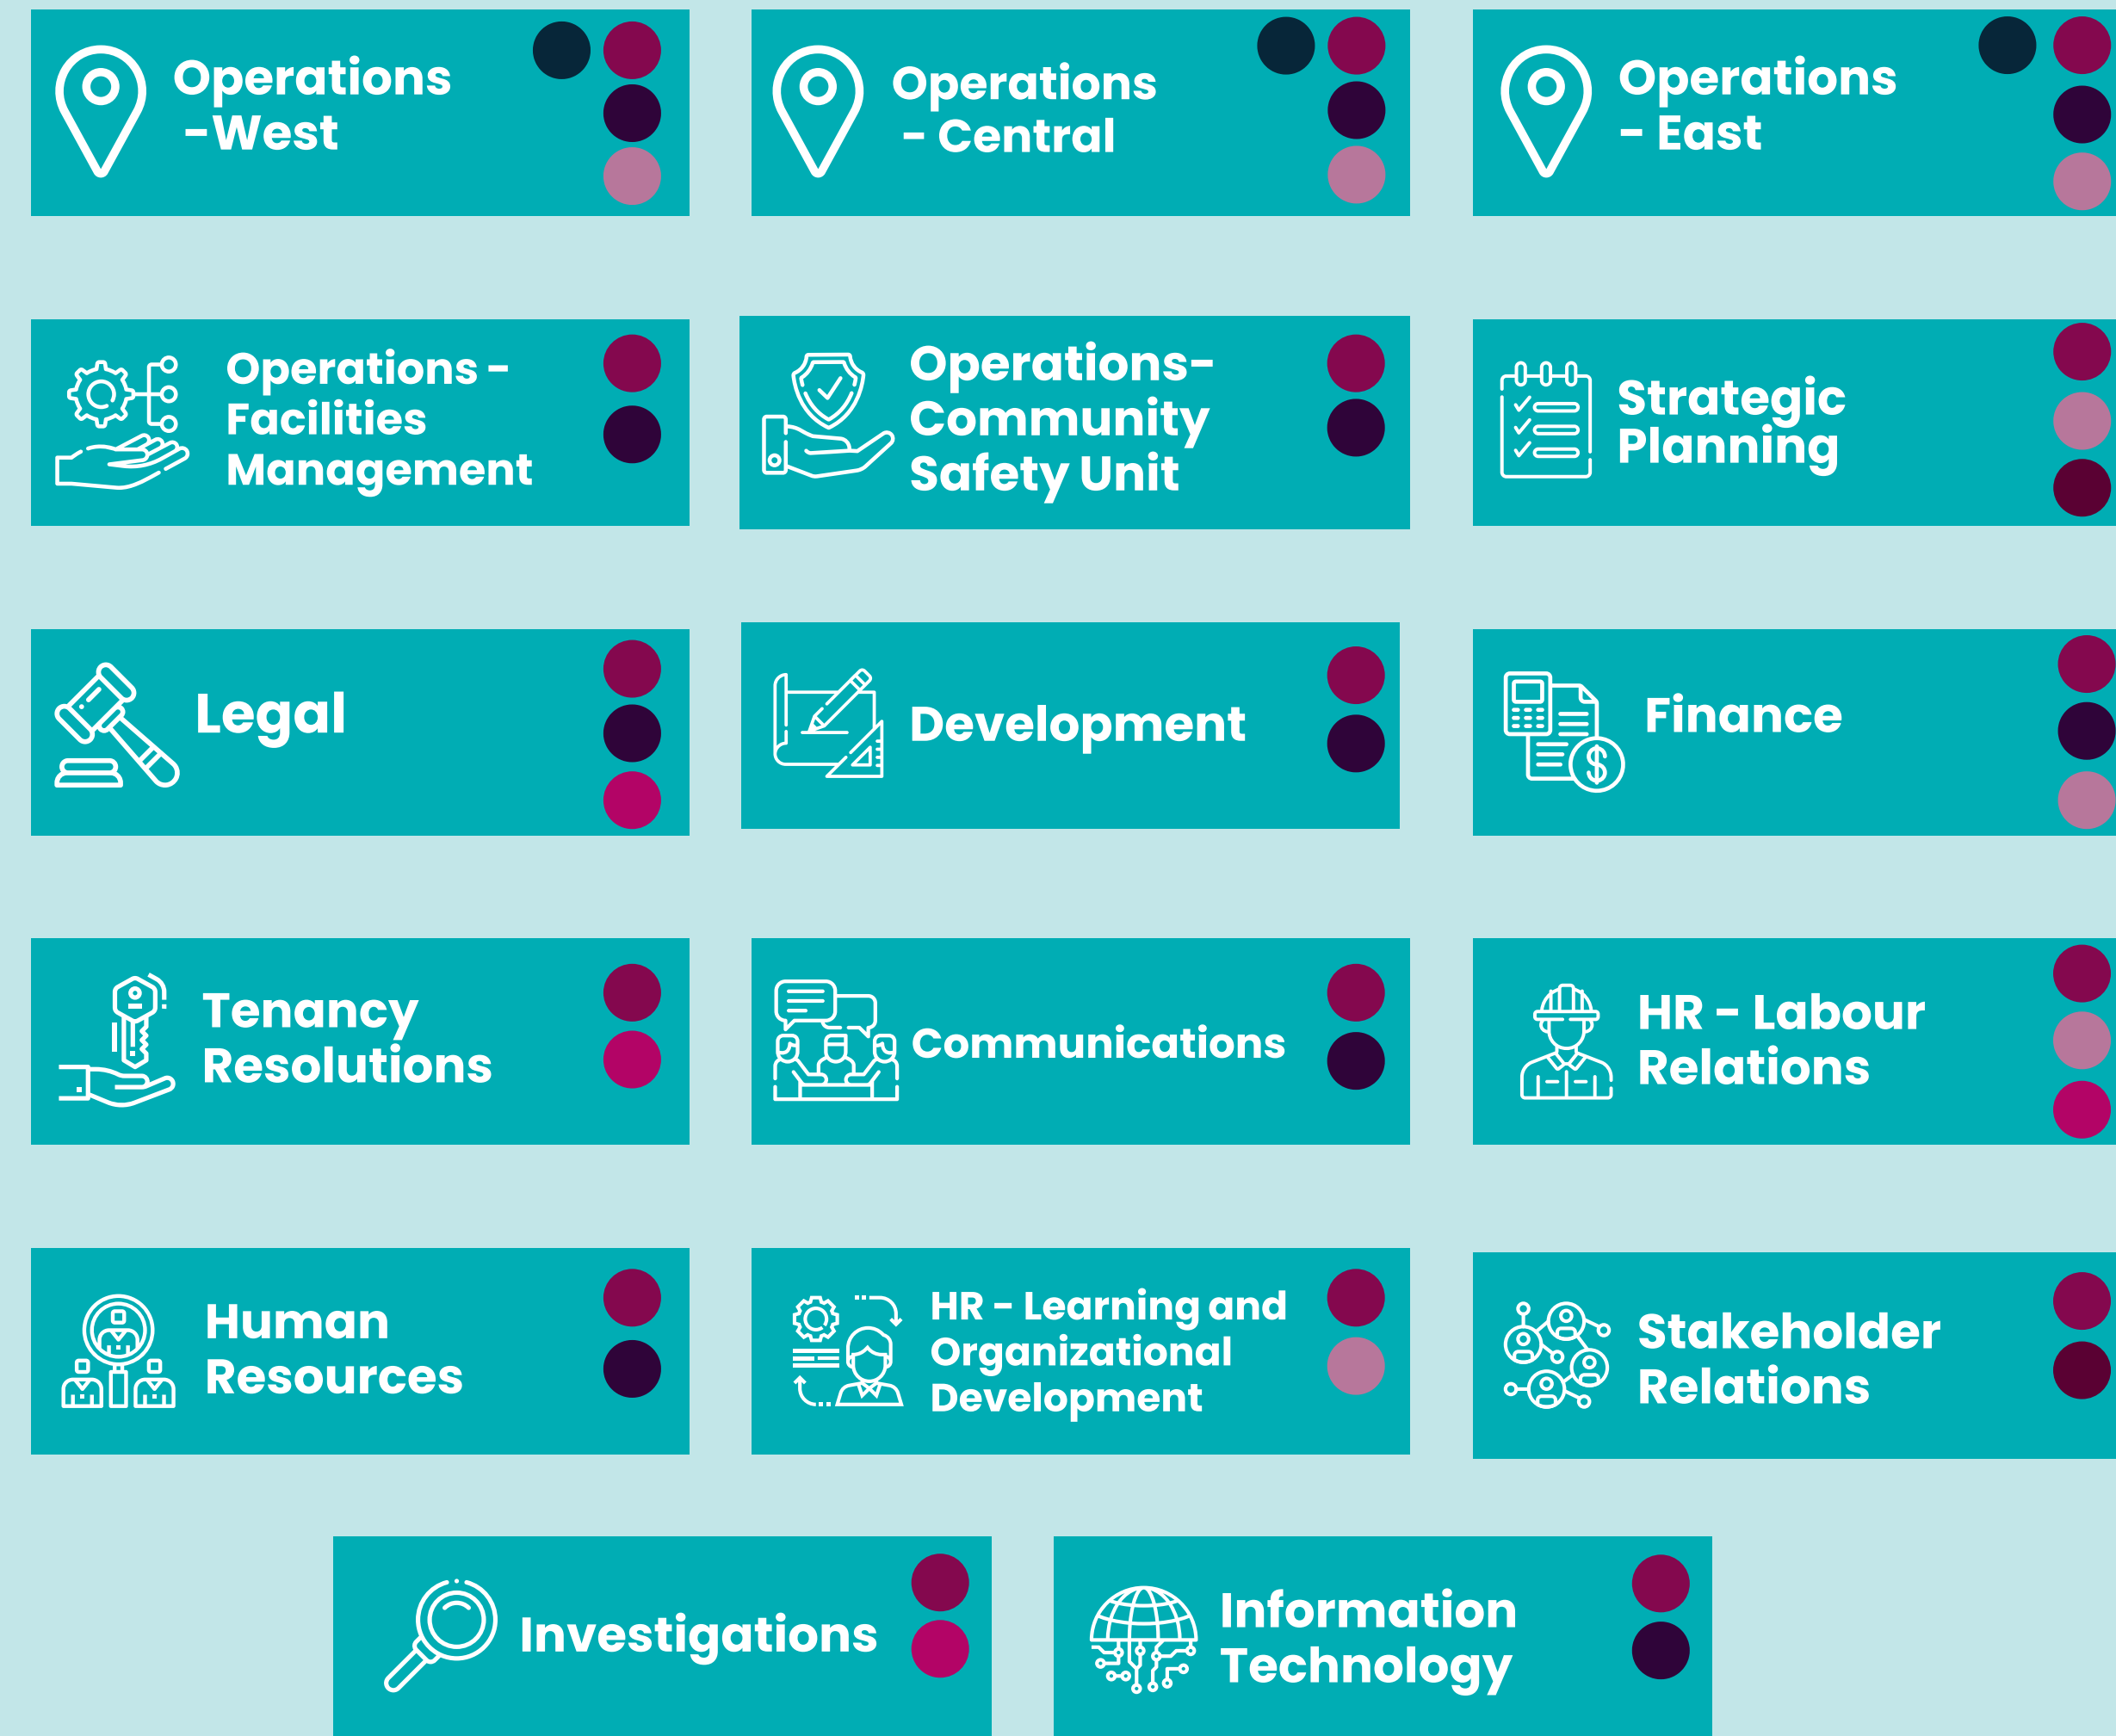 Operations
-West
Operations
- Central
Operations
- East
Operations -
Facilities
Management
Operations-
Community
Safety Unit
Strategic
Planning
Legal
Development
Finance
Tenancy
Resolutions
Communications
HR - Labour
Relations
Human
Resources
HR - Learning and
Organizational
Development
Stakeholder
Relations
Investigations
Information
Technology